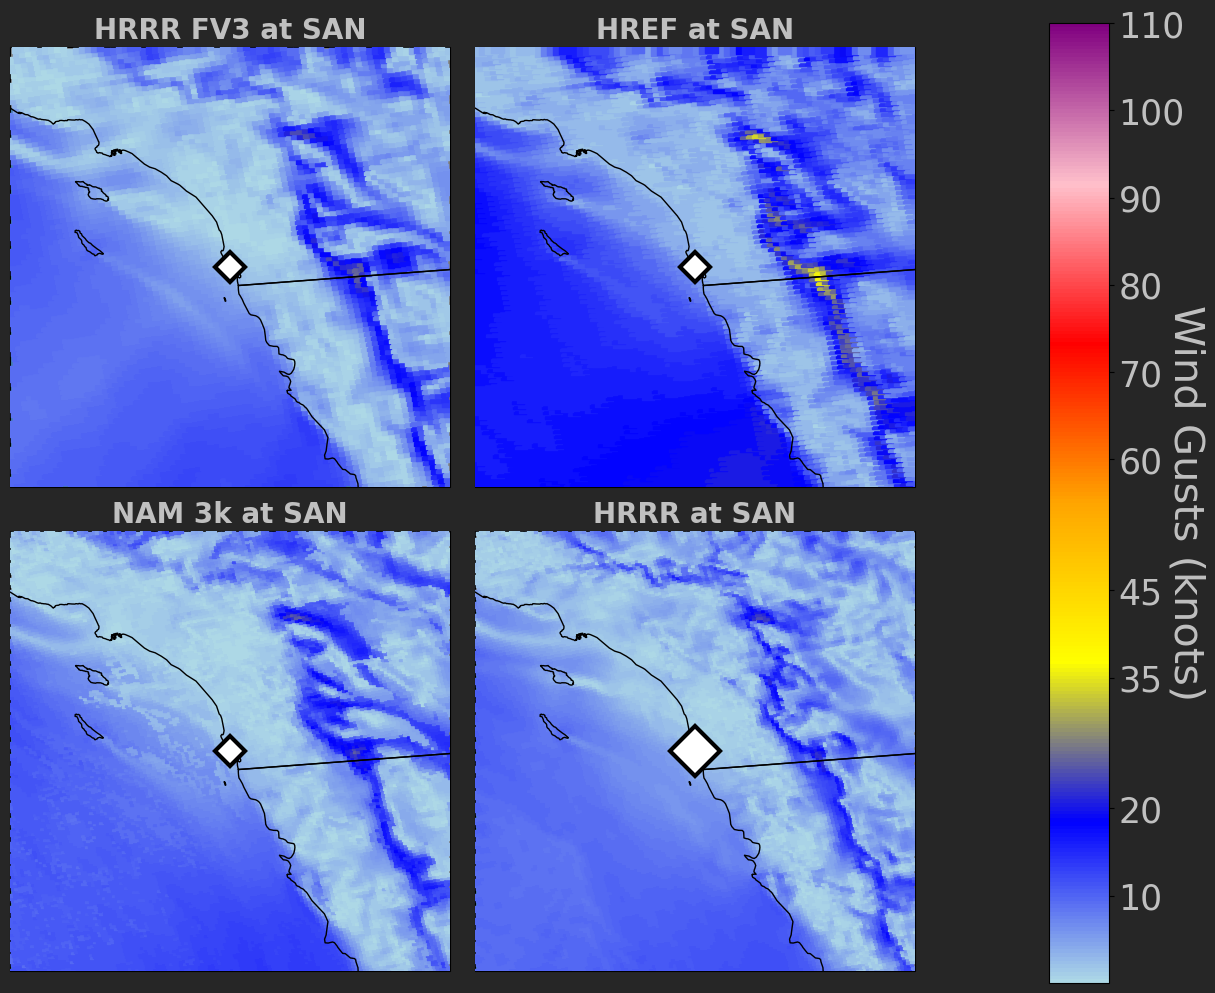 HRRR FV3 at SAN
HREF at SAN
NAM 3k at SAN
HRRR at SAN
110
100
90
80
70
60
45
35
20
10
Wind Gusts (knots)